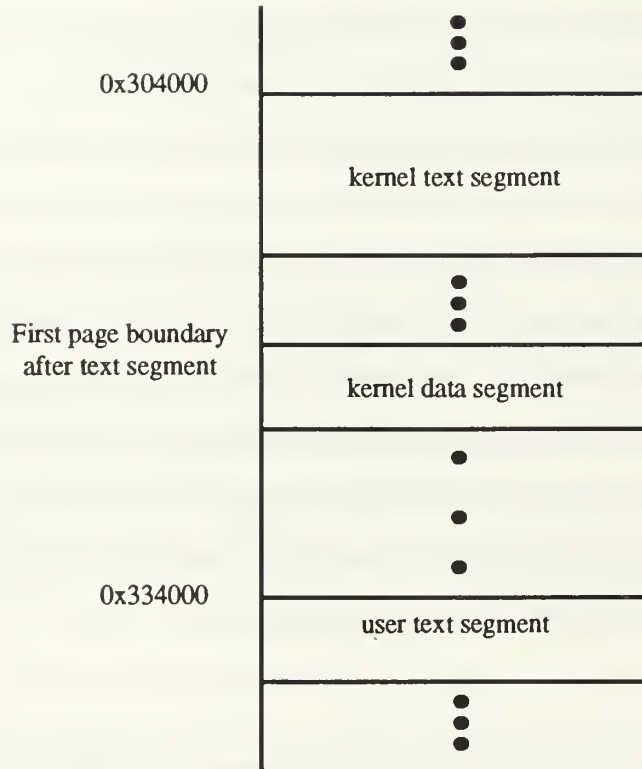 0x304000
kernel text segment
First page boundary
after text segment
kernel data segment
0x334000
user text segment